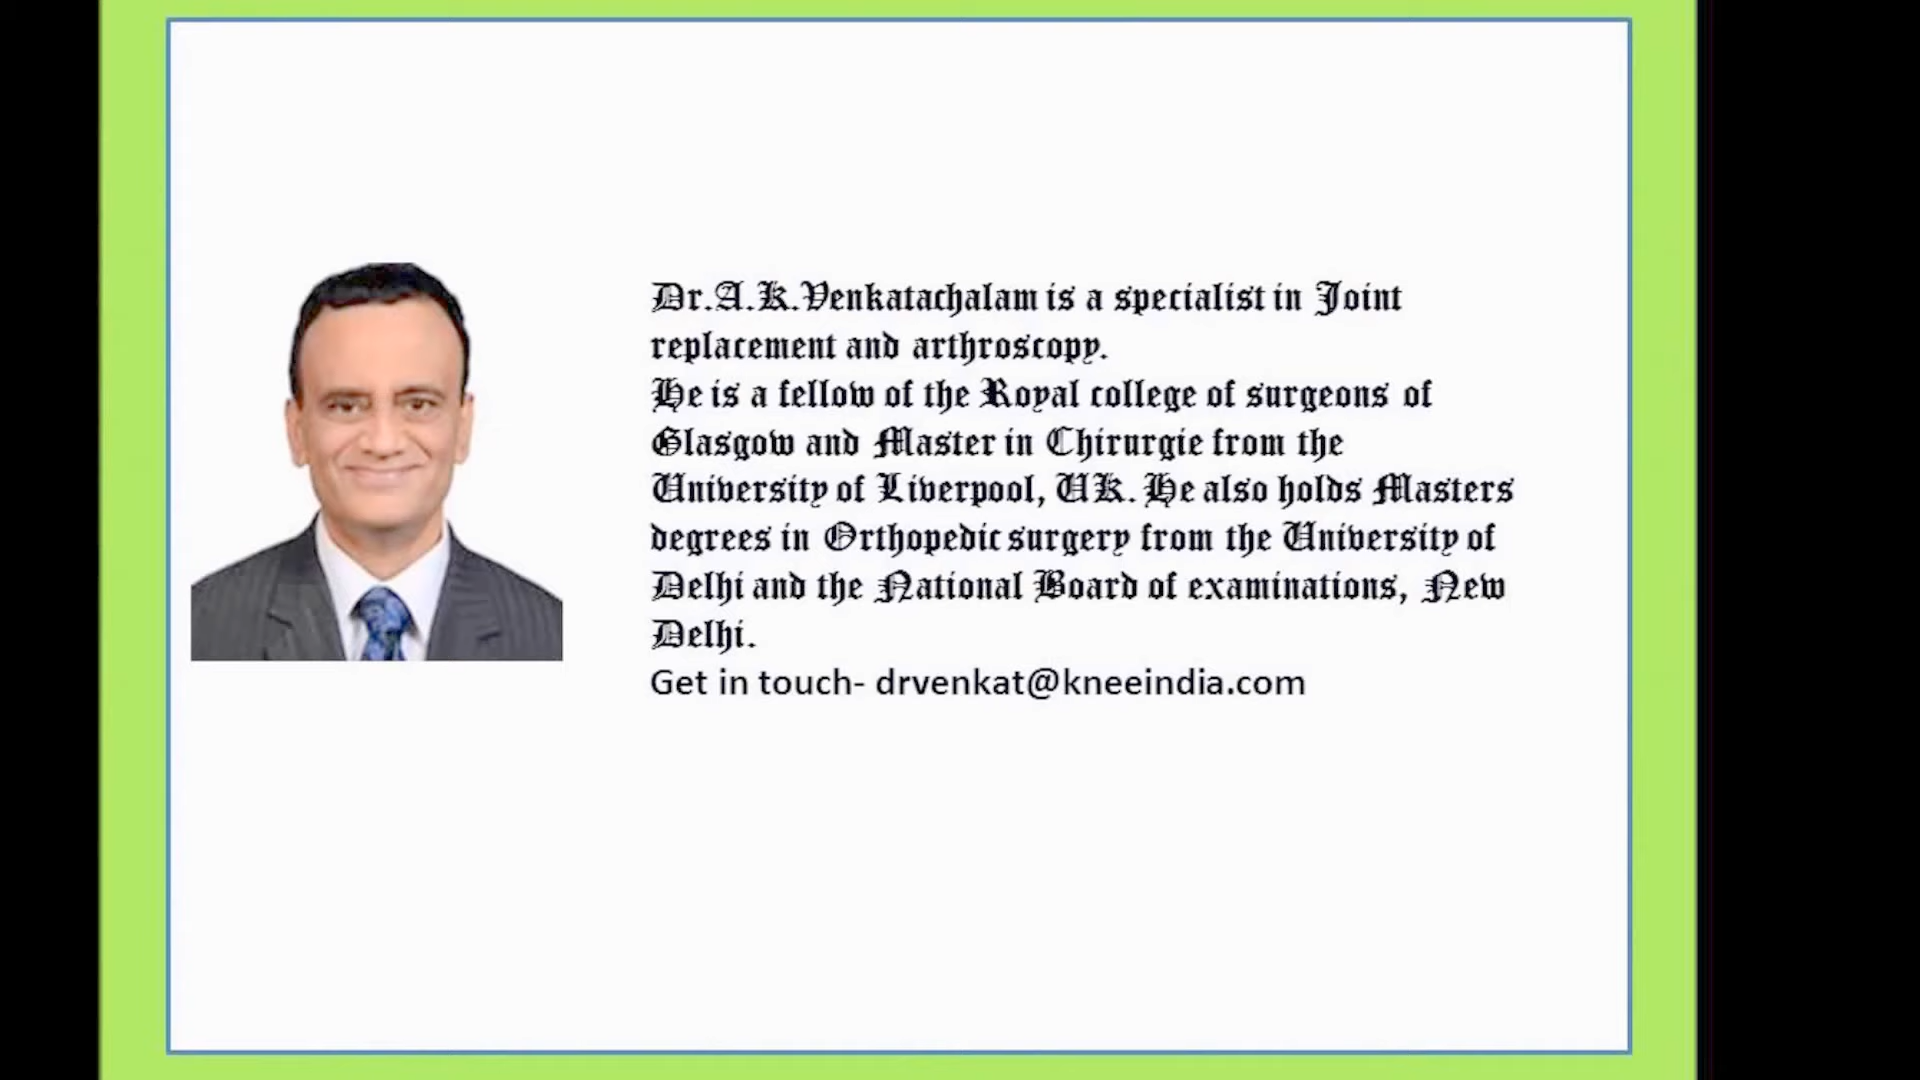 Dr.A.K.Venkatachalam is a specialist in Joint
replacement and arthroscopy.
He is a fellow of the Royal college of surgeons of
Glasgow and Master in Chirurgie from the
University of Liverpool, UK. He also holds Masters
degrees in Orthopedic surgery from the University of
Delhi and the National Board of examinations, New
Delhi.
Get in touch- drvenkat@kneeindia.com